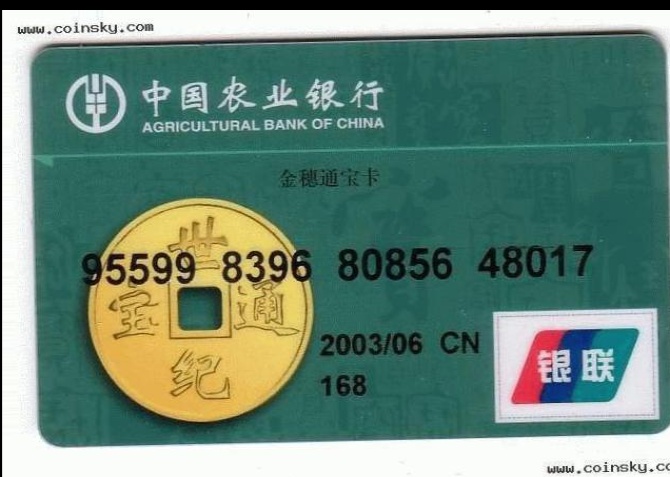 www.coinsky.com
中国农业银行
AGRICULTURAL BANK OF CHINA
金穗通宝卡
世
95599 8396 80856 48017
宝 通
纪
2003/06 CN
168
银联
www.coinsky.co